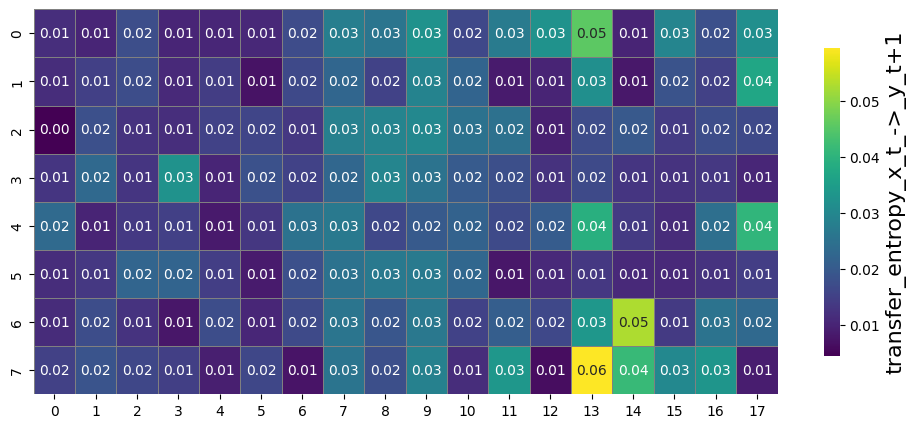 0 0.01 0.01 0.02 0.01 0.01 0.01 0.02 0.03 0.03 0.03 0.02 0.03 0.03 0.05 0.01 0.03 0.02 0.03
1 0.01 0.01 0.02 0.01 0.01 0.01 0.02 0.02 0.02 0.03 0.02 0.01 0.01 0.03 0.01 0.02 0.02 0.04
2 0.00 0.02 0.01 0.01 0.02 0.02 0.01 0.03 0.03 0.03 0.03 0.02 0.01 0.02 0.02 0.01 0.02 0.02
3 0.01 0.02 0.01 0.03 0.01 0.02 0.02 0.02 0.03 0.03 0.02 0.02 0.01 0.02 0.01 0.01 0.01 0.01
4 0.02 0.01 0.01 0.01 0.01 0.01 0.03 0.03 0.02 0.02 0.02 0.02 0.02 0.04 0.01 0.01 0.02 0.04
5 0.01 0.01 0.02 0.02 0.01 0.01 0.02 0.03 0.03 0.03 0.02 0.01 0.01 0.01 0.01 0.01 0.01 0.01
6 0.01 0.02 0.01 0.01 0.02 0.01 0.02 0.03 0.02 0.03 0.02 0.02 0.02 0.03 0.05 0.01 0.03 0.02
7 0.02 0.02 0.02 0.01 0.01 0.02 0.01 0.03 0.02 0.03 0.01 0.03 0.01 0.06 0.04 0.03 0.03 0.01
0 1 2 3 4 5 6 7 8 9 10 11 12 13 14 15 16 17
0.05
0.04
0.03
0.02
0.01
transfer_entropy_x_t_->_y_t+1